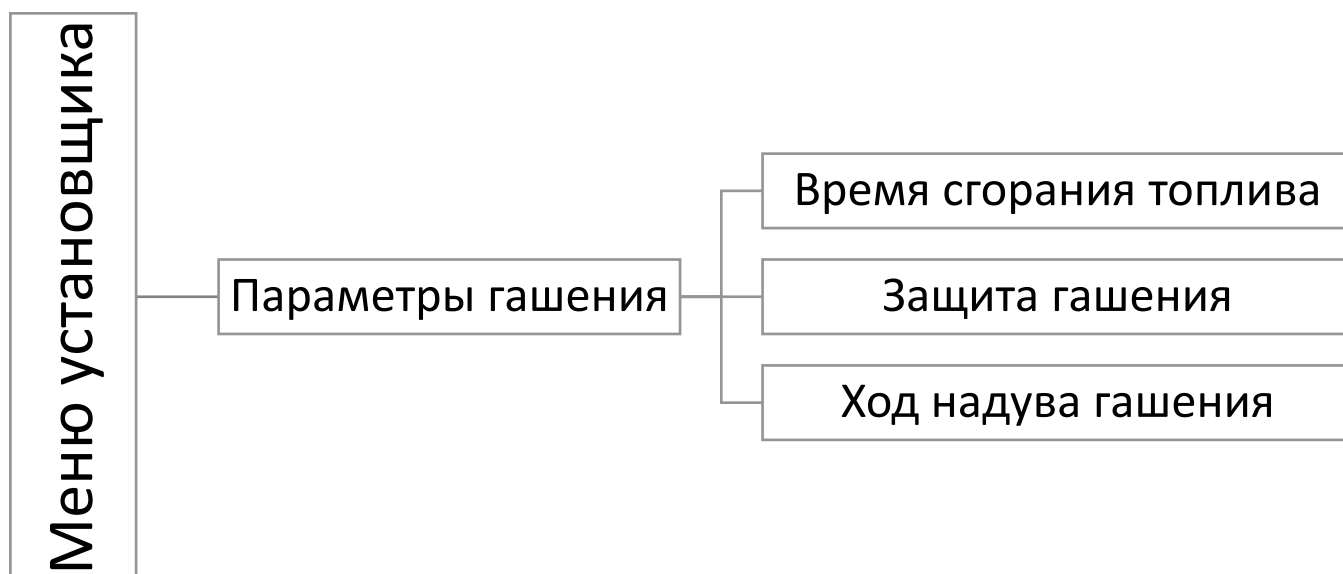 Меню установщика
Параметры гашения
Время сгорания топлива
Защита гашения
Ход надува гашения